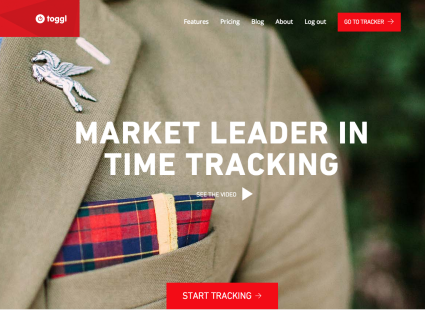 toggl
Features Pricing Blog About Log out GO TO TRACKER →
MARKET LEADER IN
TIME TRACKING
SEE THE VIDEO
START TRACKING →